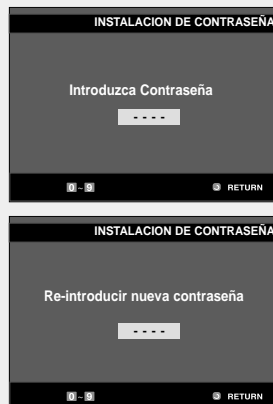 INSTALACION DE CONTRASEÑA
Introduzca Contraseña
- - - -
0 ~ 9 RETURN
INSTALACION DE CONTRASEÑA
Re-introducir nueva contraseña
- - - -
0 ~ 9 RETURN